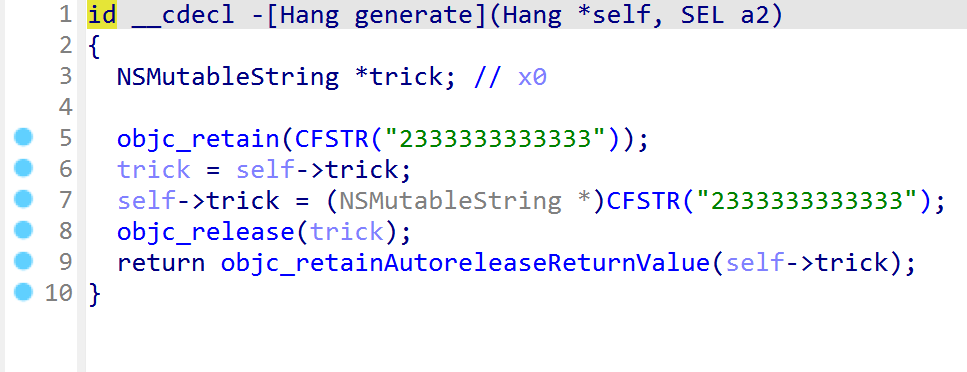 1 id __cdecl -[Hang generate](Hang *self, SEL a2)
2 {
3   NSMutableString *trick; // x0
4
5   objc_retain(CFSTR("2333333333333"));
6   trick = self->trick;
7   self->trick = (NSMutableString *)CFSTR("2333333333333");
8   objc_release(trick);
9   return objc_retainAutoreleaseReturnValue(self->trick);
10 }